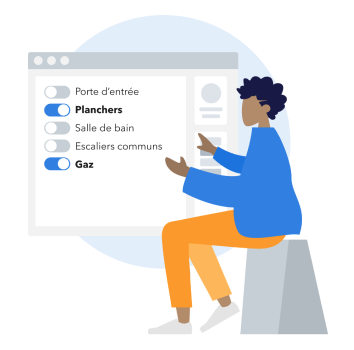 Porte d'entrée
Planchers
Salle de bain
Escaliers communs
Gaz